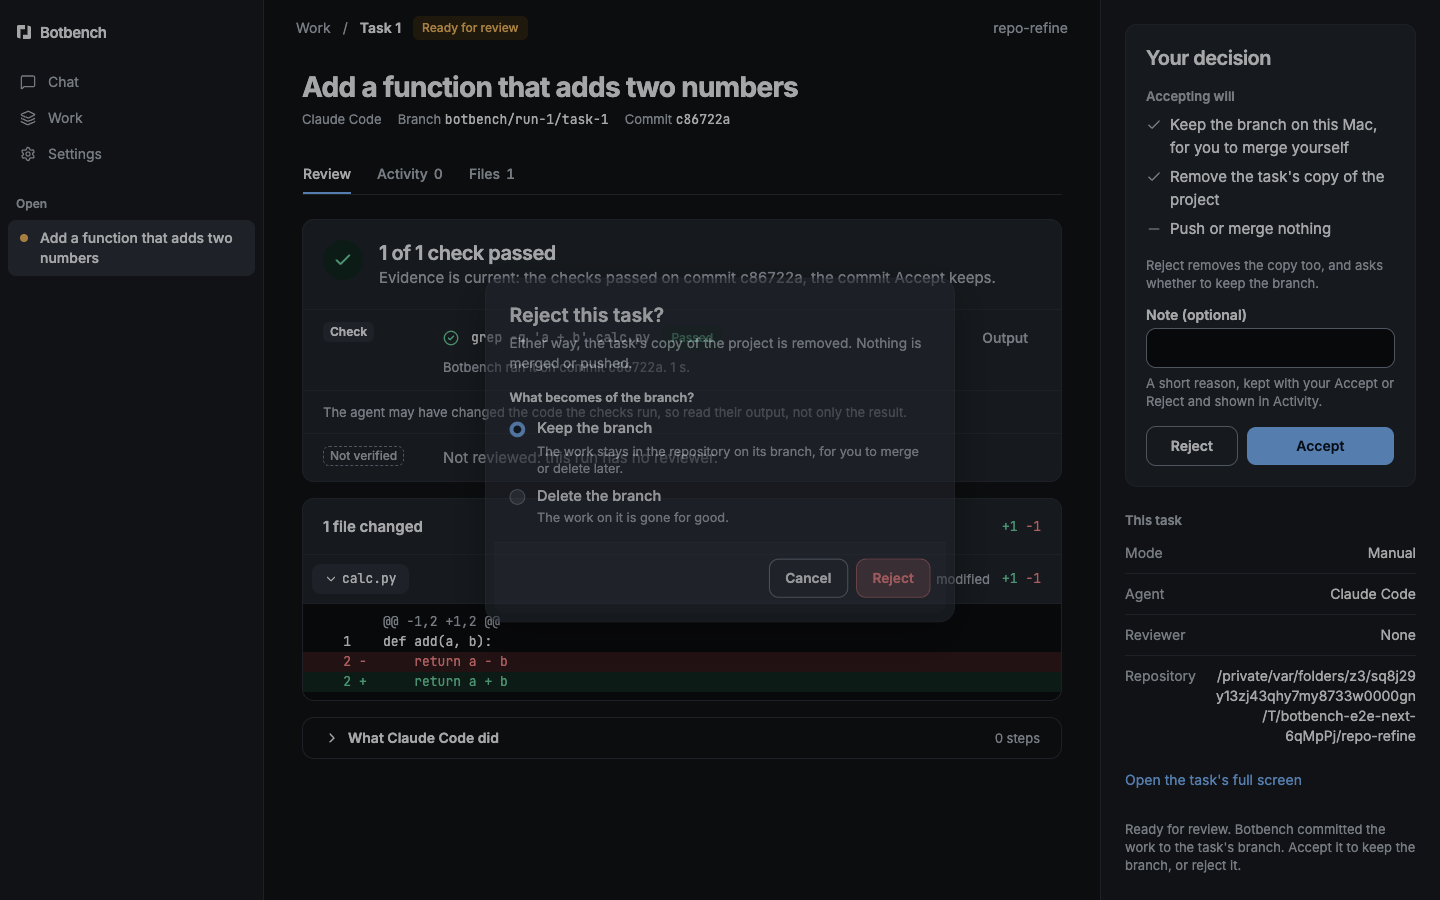 Botbench
Chat
Work
Settings
Open
Add a function that adds two
numbers
Work / Task 1 Ready for review
repo-refine
Add a function that adds two numbers
Claude Code Branch botbench/run-1/task-1 Commit c86722a
Review Activity 0 Files 1
1 of 1 check passed
Evidence is current: the checks passed on commit c86722a, the commit Accept keeps.
Check
grep -q 'a + b' calc.py Passed
Output
Botbench ran it on commit c86722a. 1 s.
The agent may have changed the code the checks run, so read their output, not only the result.
Not verified
Not reviewed: this run has no reviewer.
Reject this task?
Either way, the task's copy of the project is removed. Nothing is
merged or pushed.
What becomes of the branch?
Keep the branch
The work stays in the repository on its branch, for you to merge
or delete later.
Delete the branch
The work on it is gone for good.
Cancel
Reject
1 file changed
+1 -1
calc.py
modified +1 -1
@@ -1,2 +1,2 @@
1 def add(a, b):
2 - return a - b
2 + return a + b
What Claude Code did
0 steps
Your decision
Accepting will
Keep the branch on this Mac,
for you to merge yourself
Remove the task's copy of the
project
Push or merge nothing
Reject removes the copy too, and asks
whether to keep the branch.
Note (optional)
A short reason, kept with your Accept or
Reject and shown in Activity.
Reject
Accept
This task
Mode Manual
Agent Claude Code
Reviewer None
Repository /private/var/folders/z3/sq8j29
y13zj43qhy7my8733w0000gn
/T/botbench-e2e-next-
6qMpPj/repo-refine
Open the task's full screen
Ready for review. Botbench committed the
work to the task's branch. Accept it to keep the
branch, or reject it.